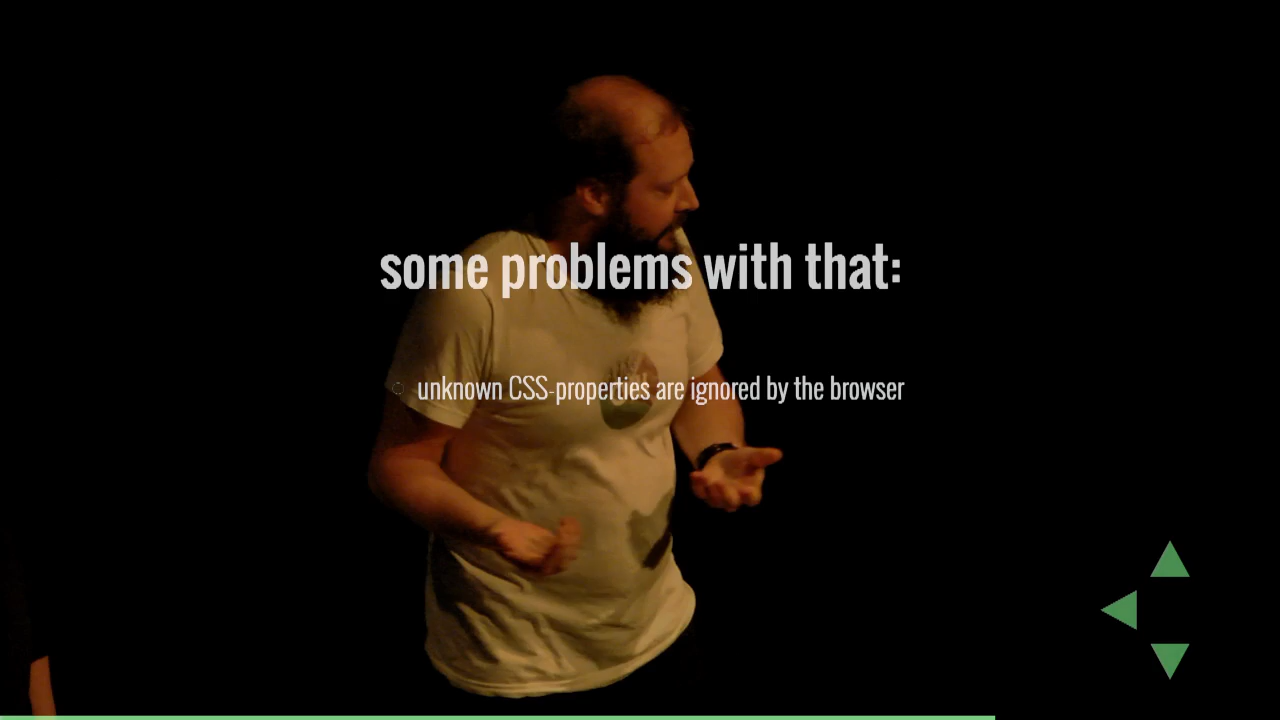 some problems with that:
unknown CSS-properties are ignored by the browser